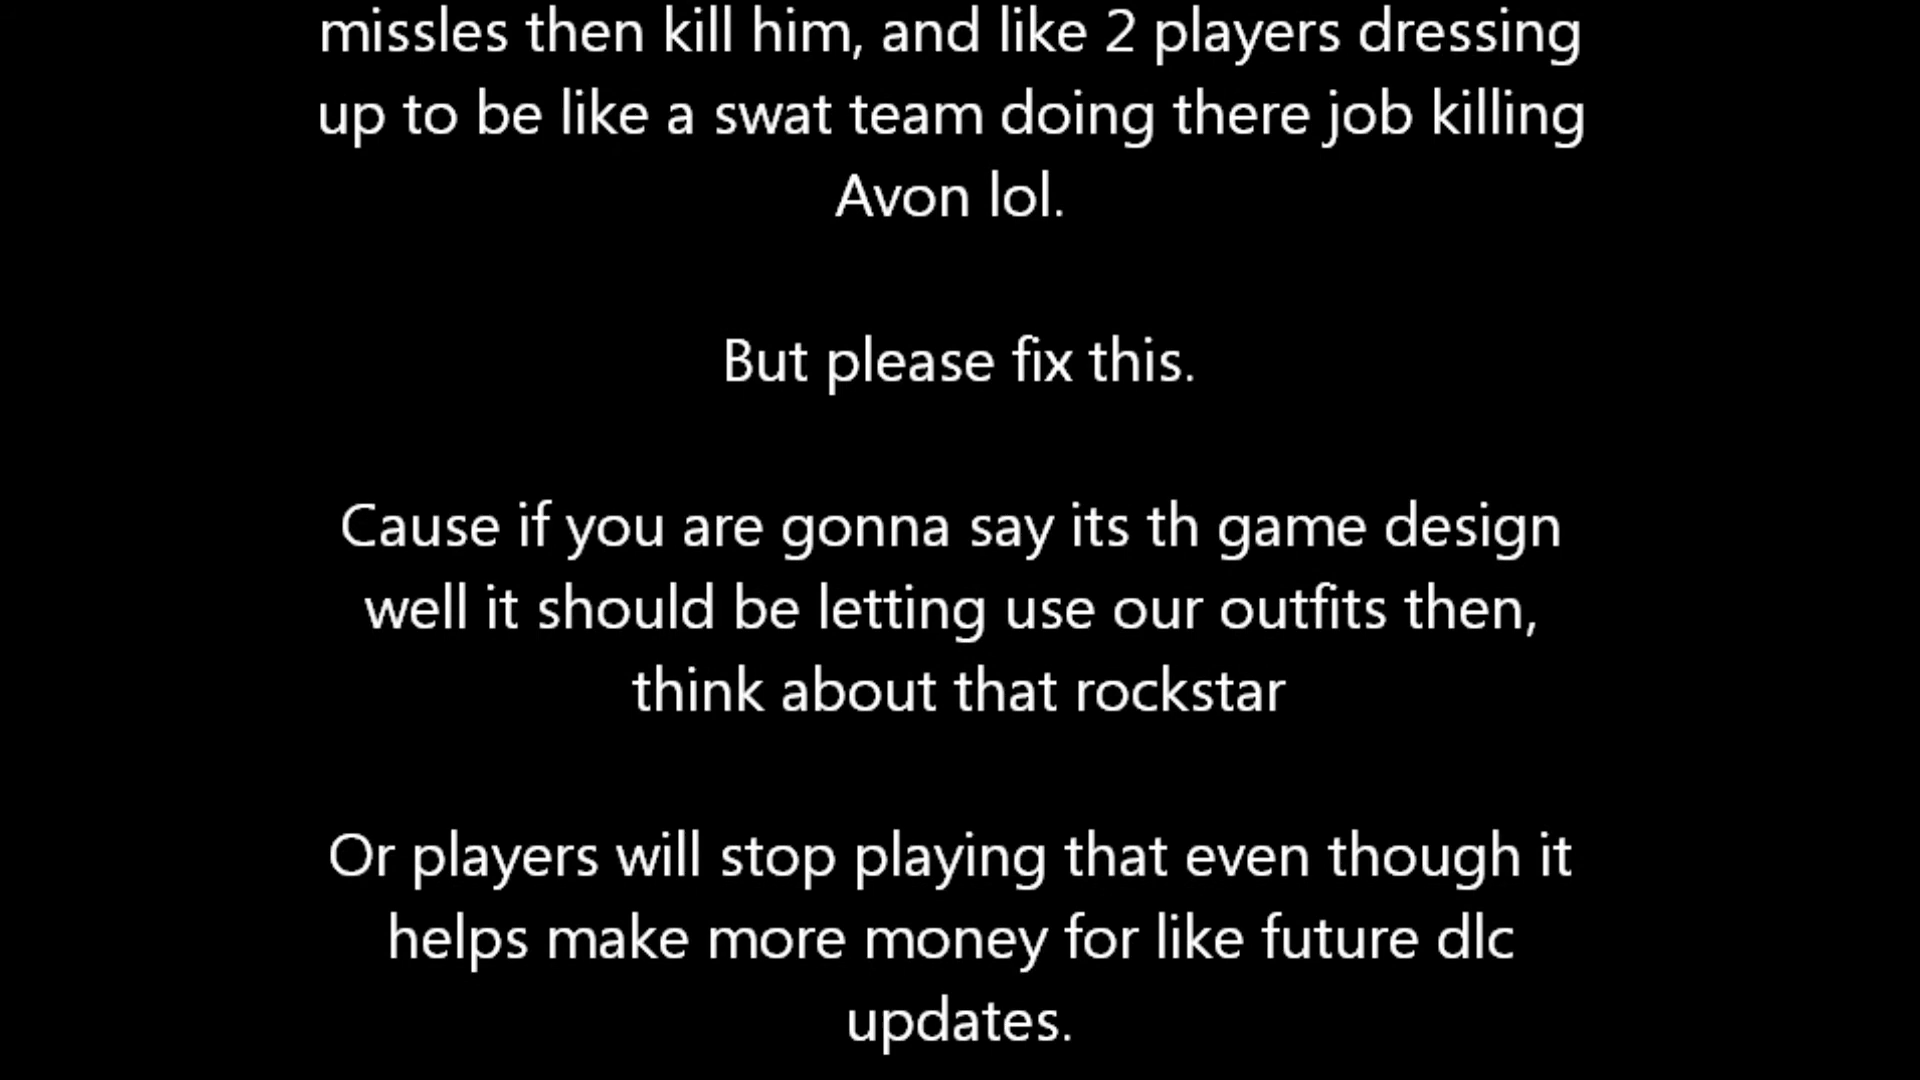 missles then kill him, and like 2 players dressing
up to be like a swat team doing there job killing
Avon lol.
But please fix this.
Cause if you are gonna say its th game design
well it should be letting use our outfits then,
think about that rockstar
Or players will stop playing that even though it
helps make more money for like future dlc
updates.